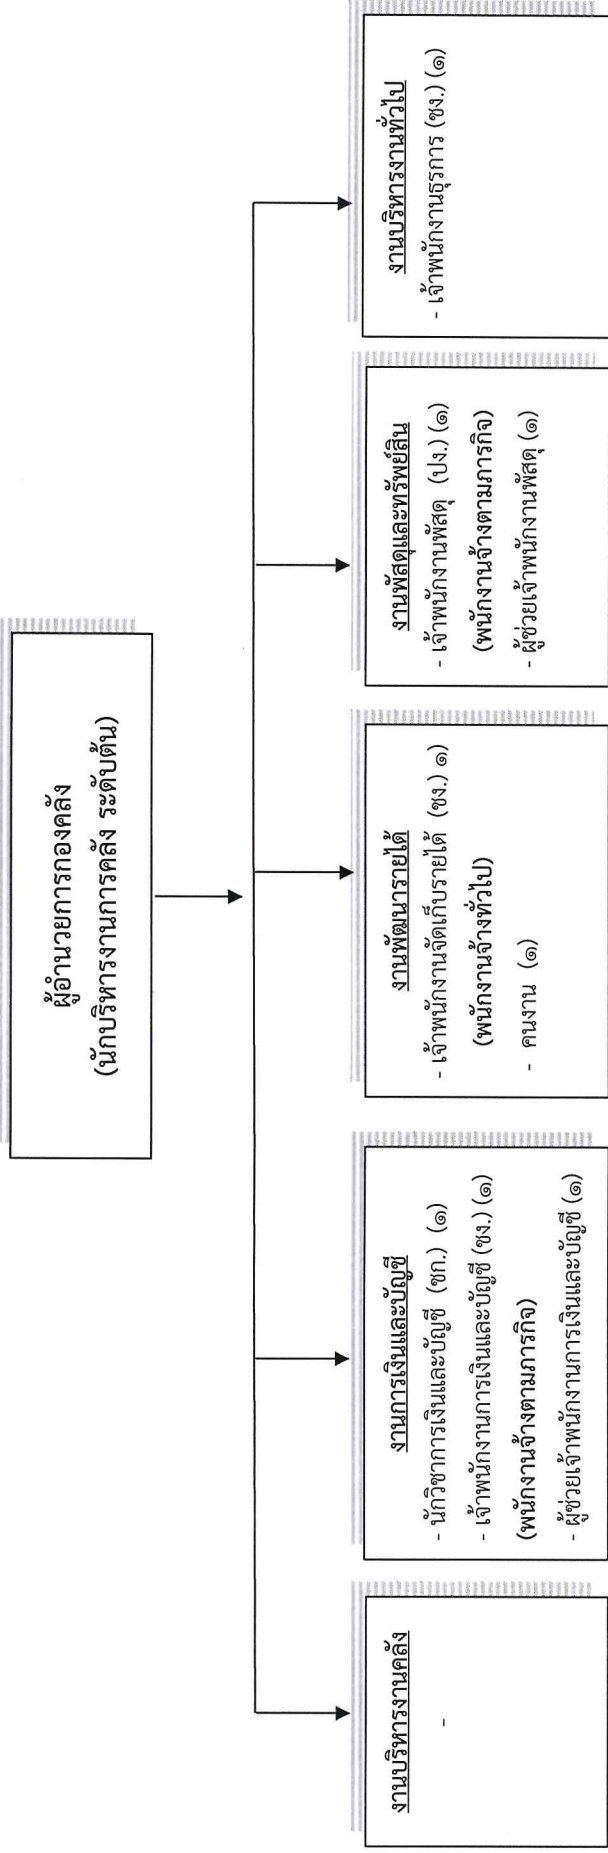 ผู้อำนวยการกองคลัง
(นักบริหารงานการคลัง ระดับต้น)
งานบริหารงานคลัง
-
งานการเงินและบัญชี
- นักวิชาการเงินและบัญชี (ชก.) (๑)
- เจ้าพนักงานการเงินและบัญชี (ชง.) (๑)
(พนักงานจ้างตามภารกิจ)
- ผู้ช่วยเจ้าพนักงานการเงินและบัญชี (๑)
งานพัฒนารายได้
- เจ้าพนักงานจัดเก็บรายได้ (ชง.) ๑)
(พนักงานจ้างทั่วไป)
- คนงาน (๑)
งานพัสดุและทรัพย์สิน
- เจ้าพนักงานพัสดุ (ปง.) (๑)
(พนักงานจ้างตามภารกิจ)
- ผู้ช่วยเจ้าพนักงานพัสดุ (๑)
งานบริหารงานทั่วไป
- เจ้าพนักงานธุรการ (ชง.) (๑)